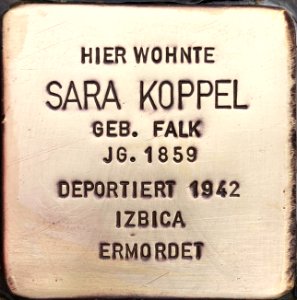 HIER WOHNTE
SARA KOPPEL
GEB. FALK
JG. 1859
DEPORTIERT 1942
IZBICA
ERMORDET